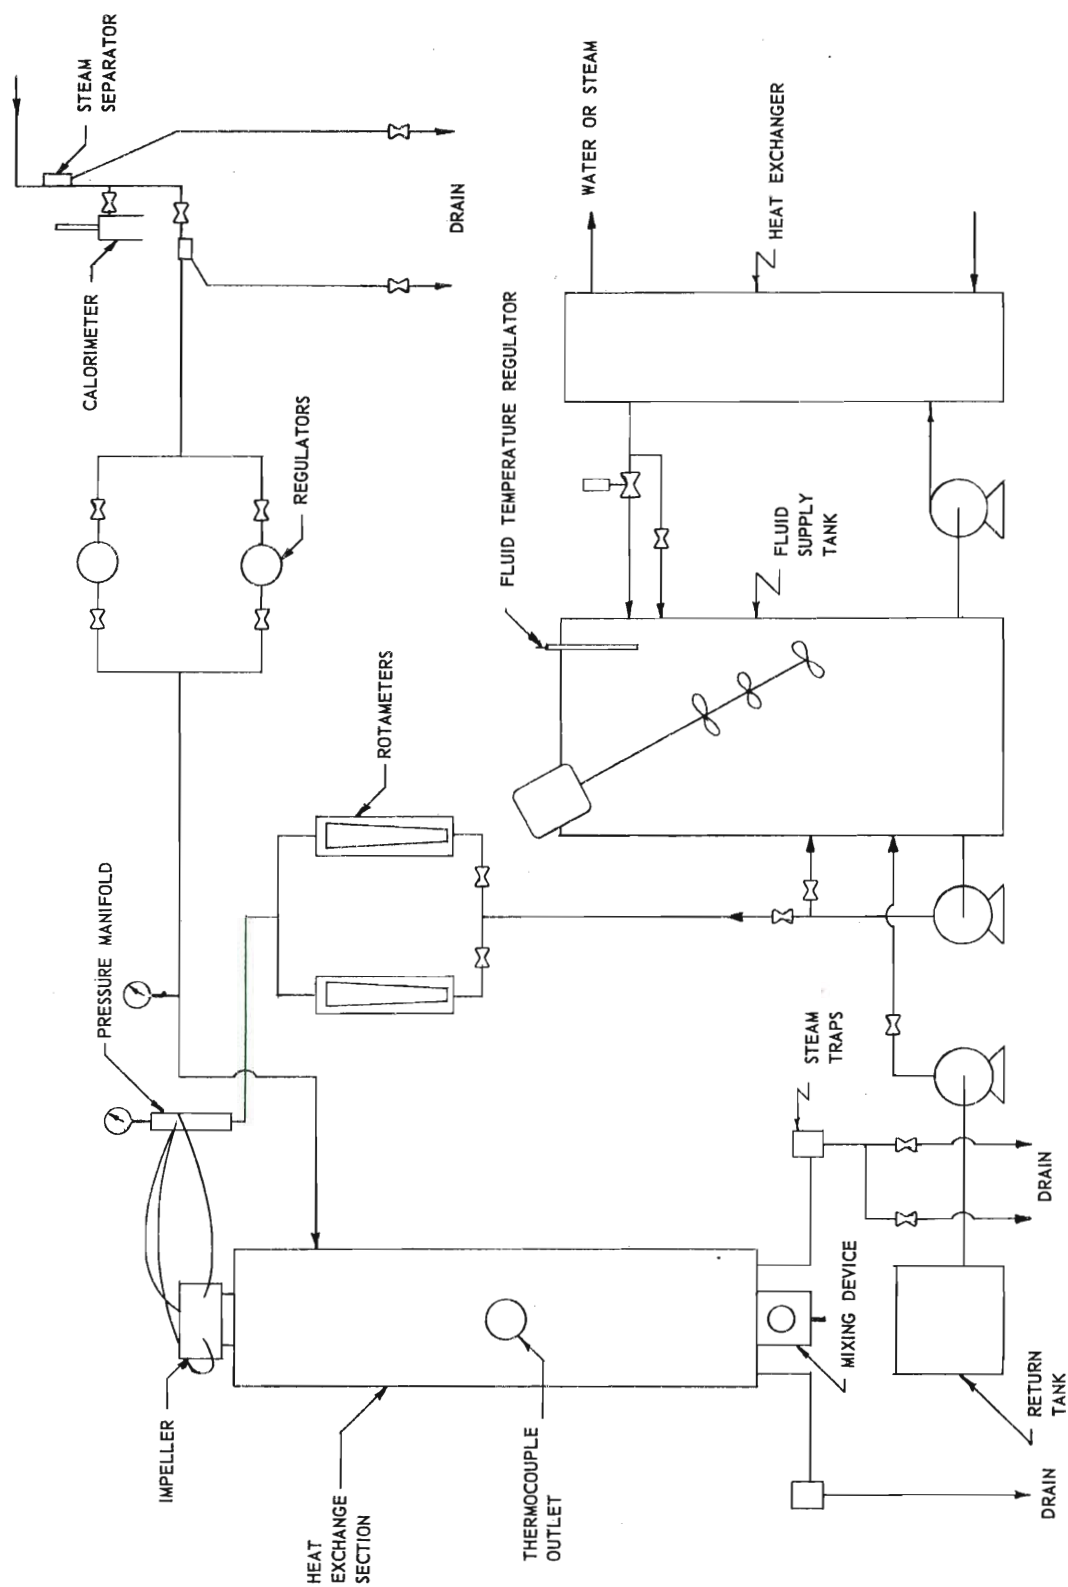 STEAM
SEPARATOR
CALORIMETER
DRAIN
WATER OR STEAM
HEAT EXCHANGER
REGULATORS
FLUID TEMPERATURE REGULATOR
FLUID
SUPPLY
TANK
ROTAMETERS
PRESSURE MANIFOLD
STEAM
TRAPS
DRAIN
IMPELLER
MIXING DEVICE
HEAT
EXCHANGE
SECTION
THERMOCOUPLE
OUTLET
RETURN
TANK
DRAIN